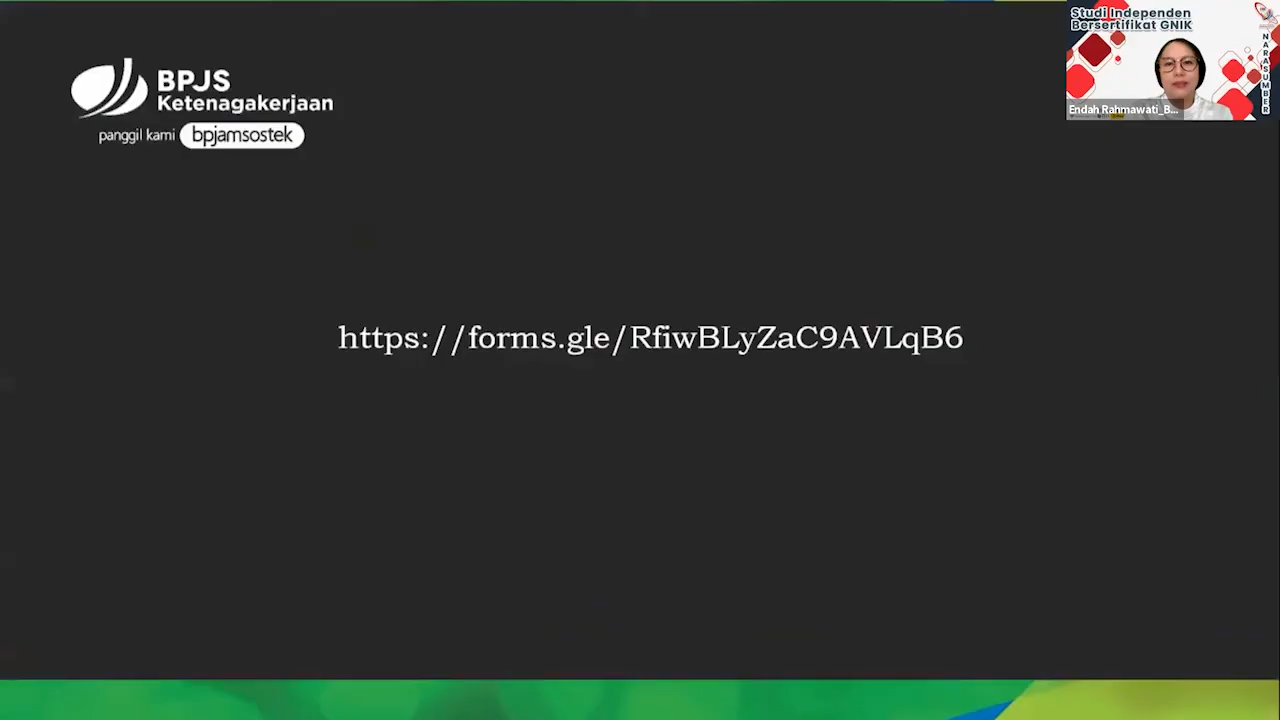 BPJS
Ketenagakerjaan
panggil kami bpjamsostek
Studi Independen
Bersertifikat GNIK
NARASUMBER
Endah Rahmawati_B...
https://forms.gle/RfiwBLyZaC9AVLqB6